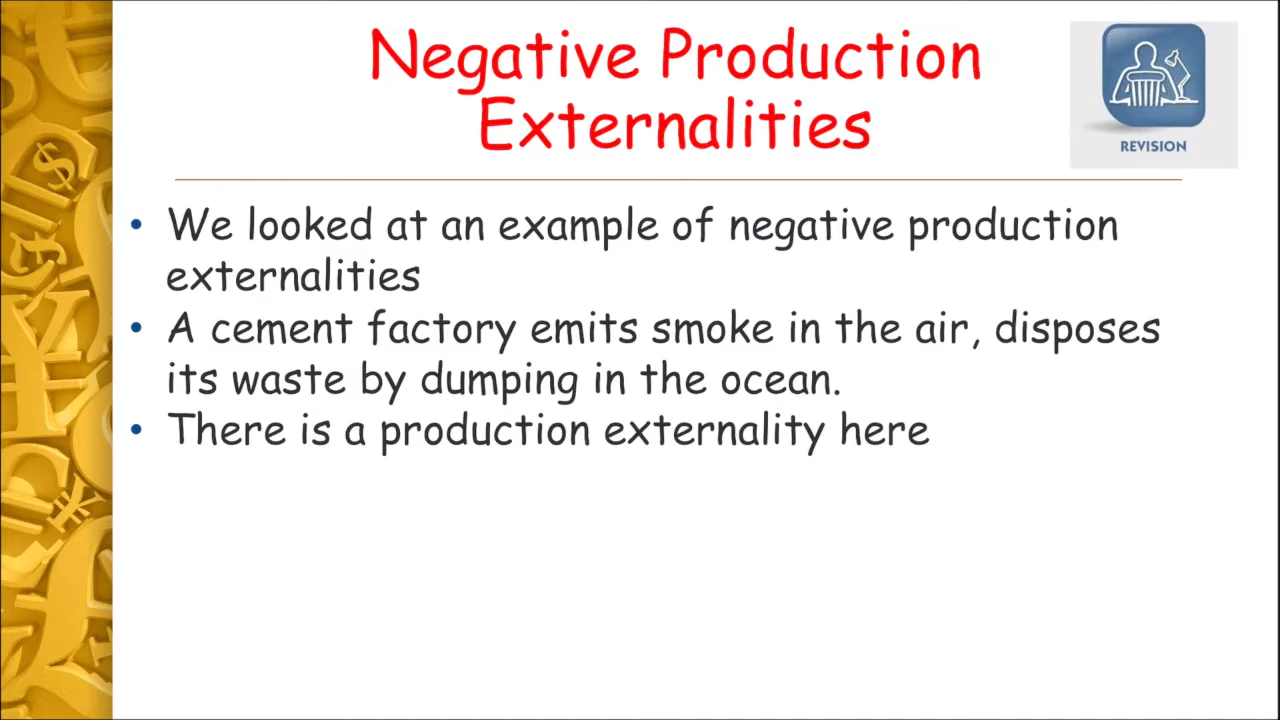 Negative Production
Externalities
REVISION
• We looked at an example of negative production
externalities
• A cement factory emits smoke in the air, disposes
its waste by dumping in the ocean.
• There is a production externality here